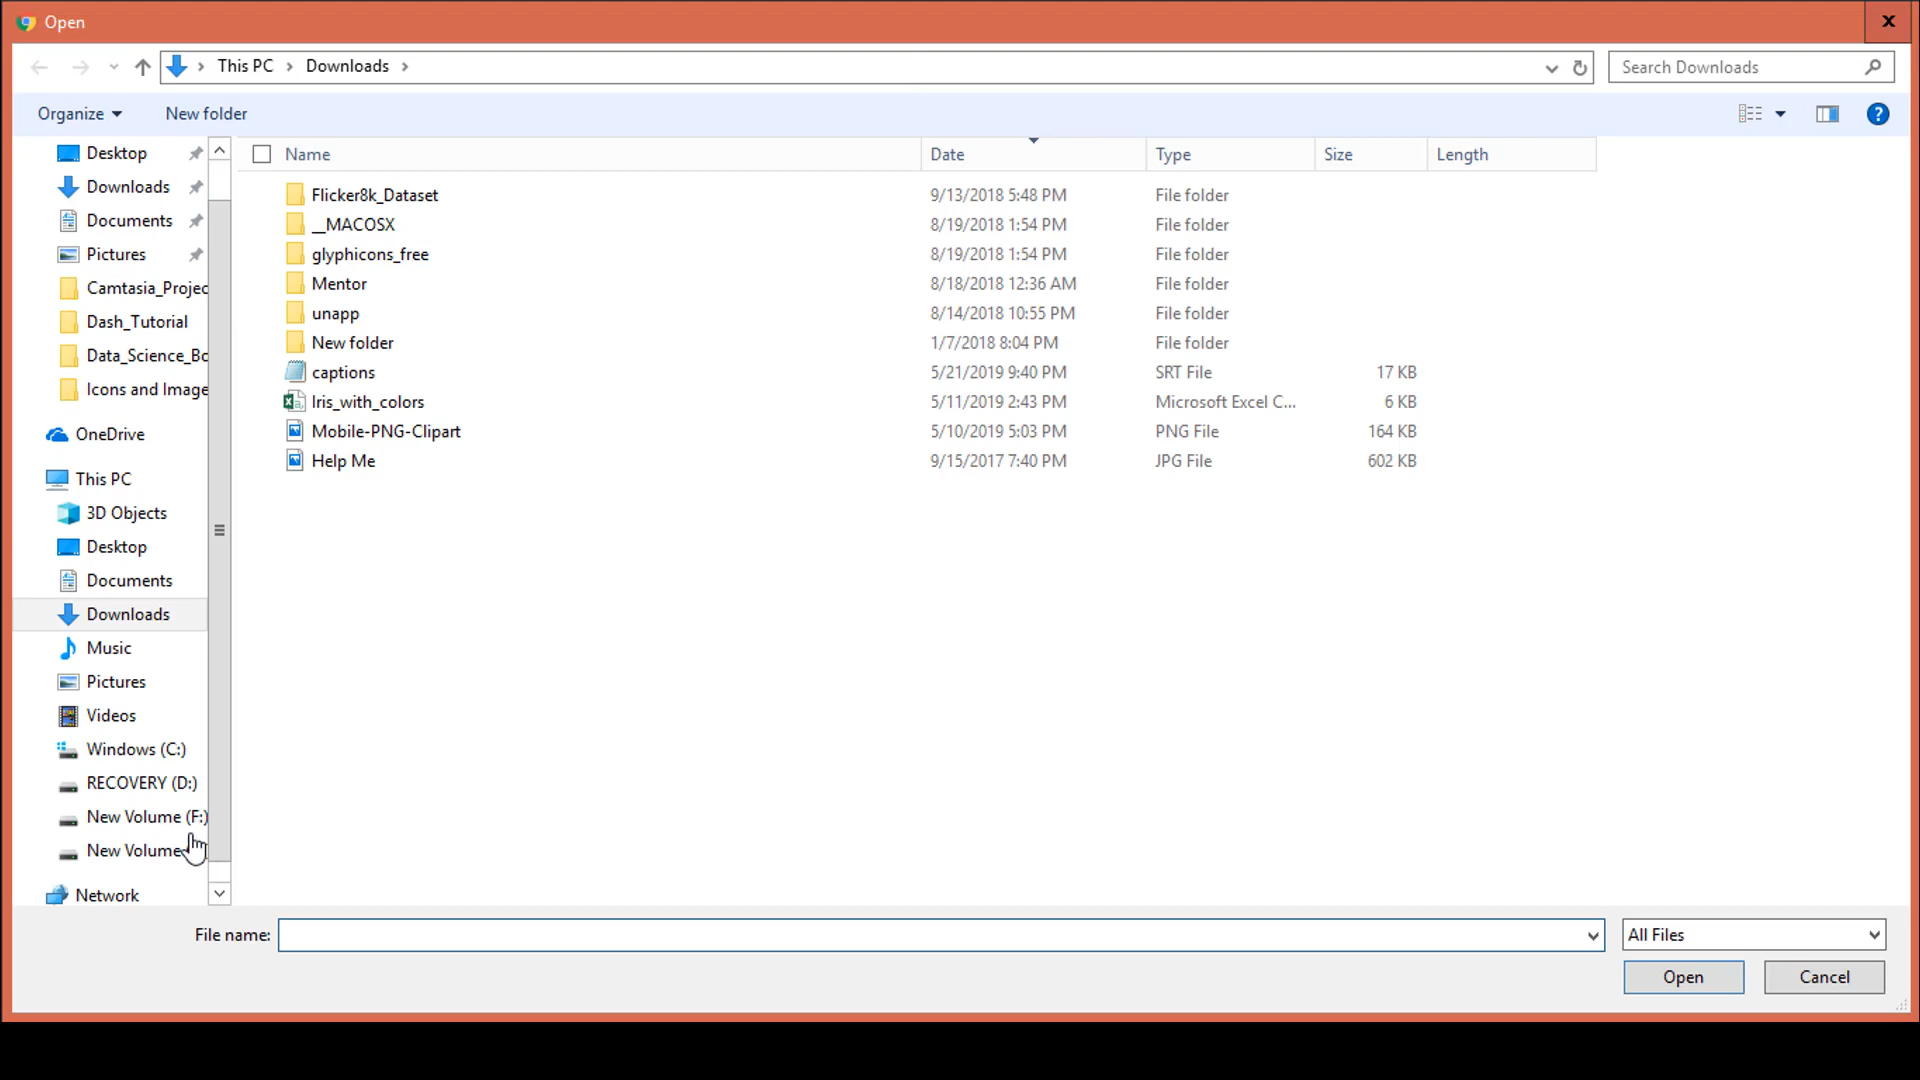 Open
This PC
Downloads
Search Downloads
Organize
New folder
Name
Date
Type
Size
Length
Desktop
Downloads
Documents
Pictures
Camtasia_Projec
Dash_Tutorial
Data_Science_Bo
Icons and Image
OneDrive
This PC
3D Objects
Desktop
Documents
Downloads
Music
Pictures
Videos
Windows (C:)
RECOVERY (D:)
New Volume (F:)
New Volume
Network
Flicker8k_Dataset 9/13/2018 5:48 PM File folder
__MACOSX 8/19/2018 1:54 PM File folder
glyphicons_free 8/19/2018 1:54 PM File folder
Mentor 8/18/2018 12:36 AM File folder
unapp 8/14/2018 10:55 PM File folder
New folder 1/7/2018 8:04 PM File folder
captions 5/21/2019 9:40 PM SRT File 17 KB
Iris_with_colors 5/11/2019 2:43 PM Microsoft Excel C... 6 KB
Mobile-PNG-Clipart 5/10/2019 5:03 PM PNG File 164 KB
Help Me 9/15/2017 7:40 PM JPG File 602 KB
File name:
All Files
Open
Cancel